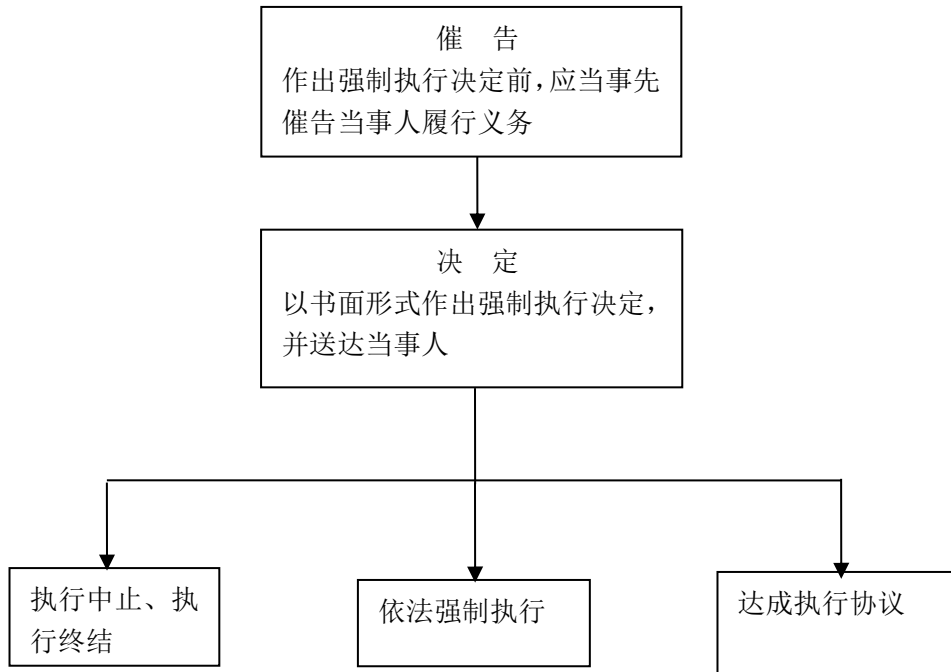 催 告
作出强制执行决定前,应当事先
催告当事人履行义务
决 定
以书面形式作出强制执行决定,
并送达当事人
执行中止、执
行终结
依法强制执行
达成执行协议